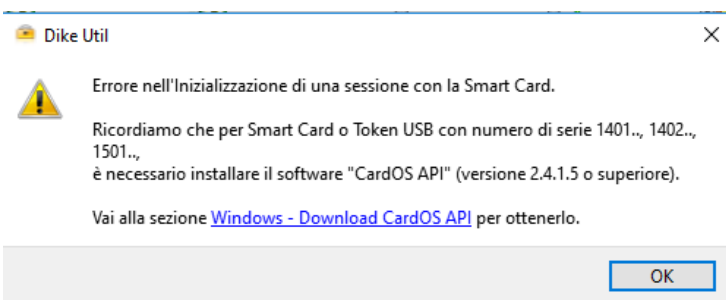 Dike Util
Errore nell'Inizializzazione di una sessione con la Smart Card.
Ricordiamo che per Smart Card o Token USB con numero di serie 1401.., 1402..,
1501..,
è necessario installare il software "CardOS API" (versione 2.4.1.5 o superiore).
Vai alla sezione Windows - Download CardOS API per ottenerlo.
OK